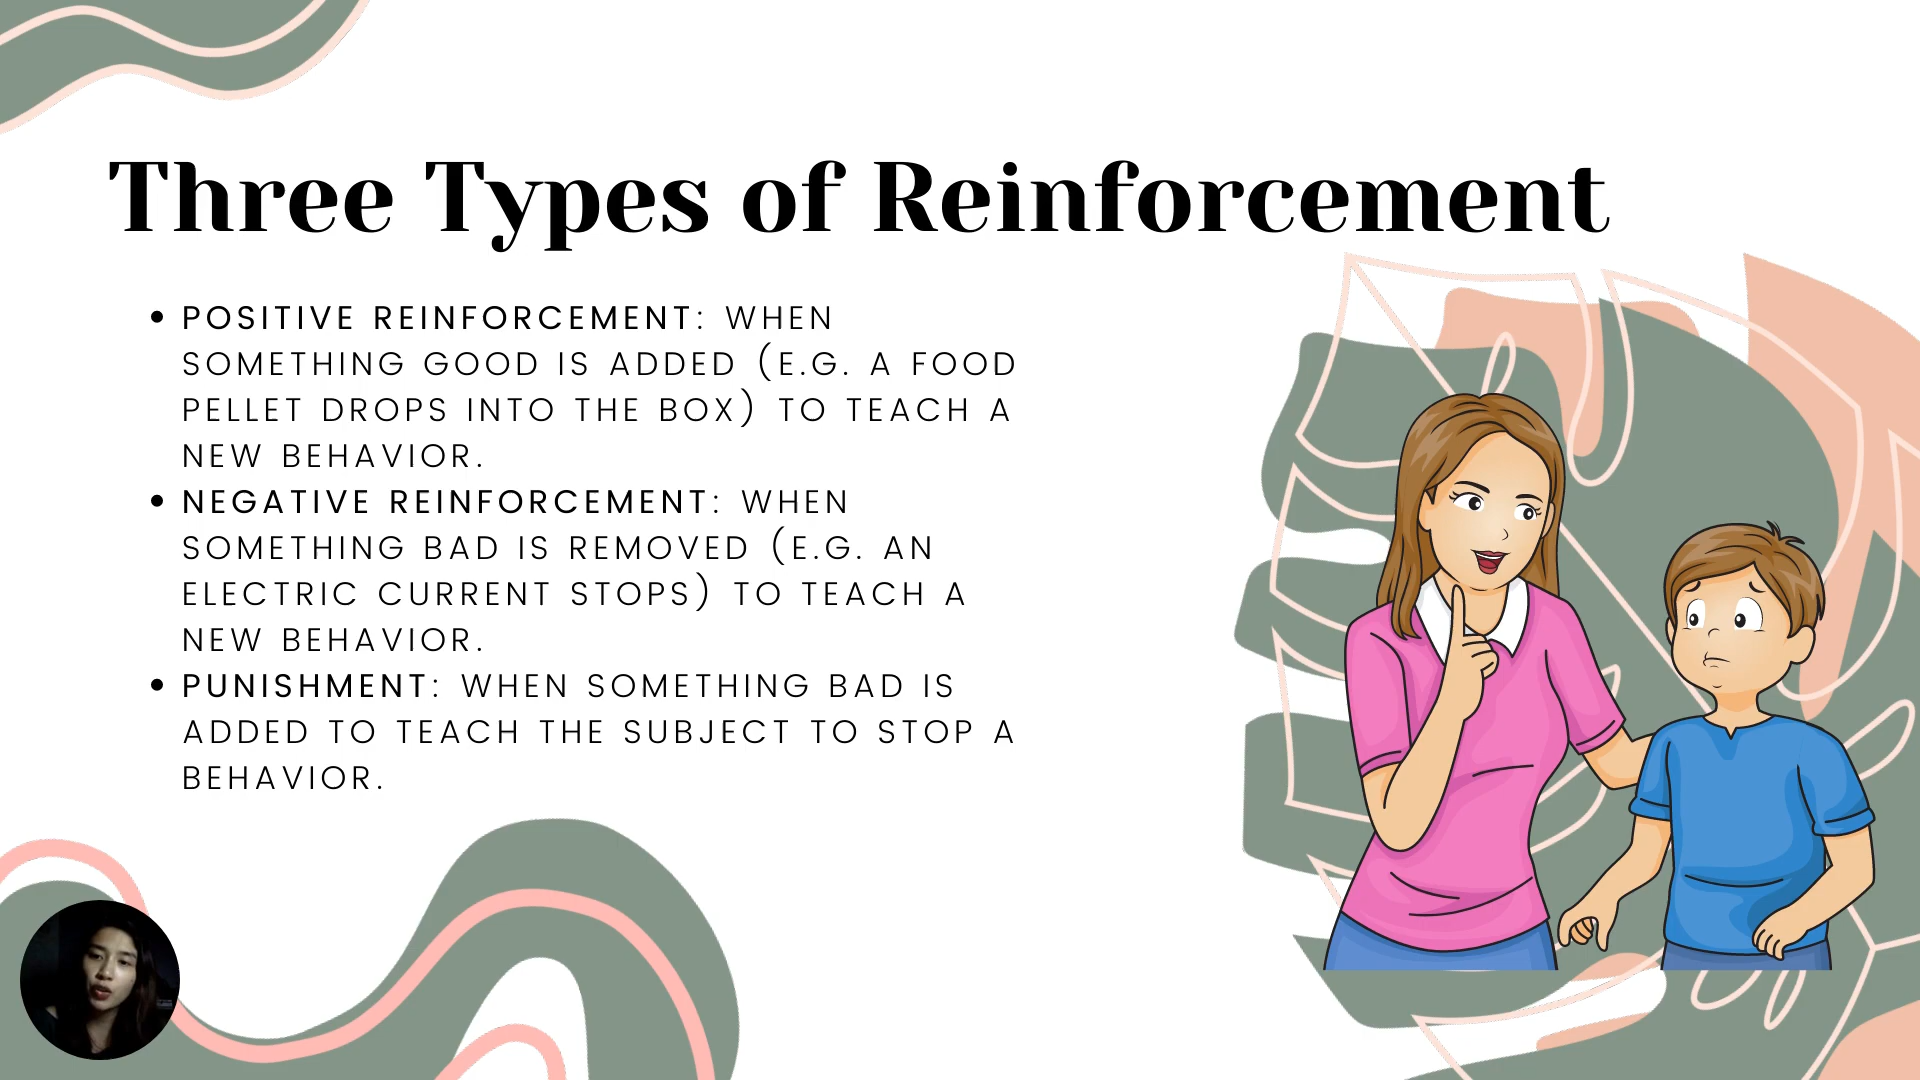 Three Types of Reinforcement
• POSITIVE REINFORCEMENT: WHEN
SOMETHING GOOD IS ADDED (E.G. A FOOD
PELLET DROPS INTO THE BOX) TO TEACH A
NEW BEHAVIOR.
• NEGATIVE REINFORCEMENT: WHEN
SOMETHING BAD IS REMOVED (E.G. AN
ELECTRIC CURRENT STOPS) TO TEACH A
NEW BEHAVIOR.
• PUNISHMENT: WHEN SOMETHING BAD IS
ADDED TO TEACH THE SUBJECT TO STOP A
BEHAVIOR.